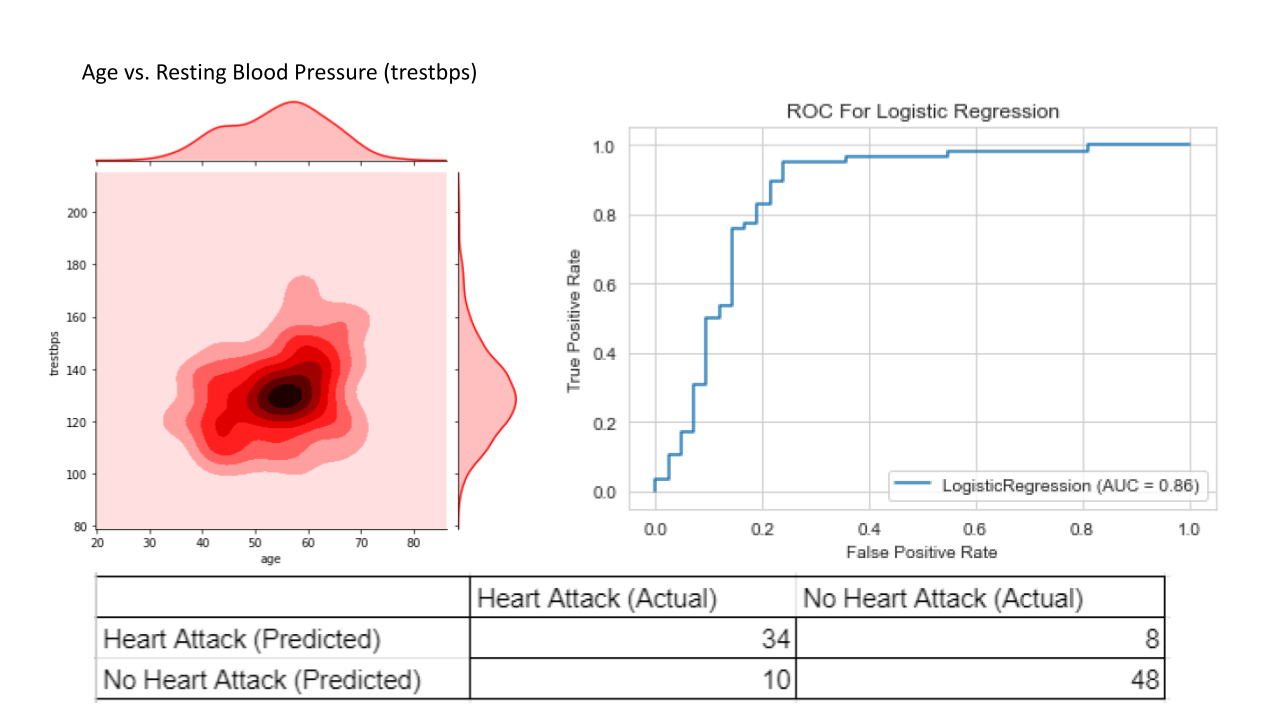 Age vs. Resting Blood Pressure (trestbps)
200
180
160
140
120
100
80
trestbps
20 30 40 50 60 70 80
age
ROC For Logistic Regression
1.0
0.8
0.6
0.4
0.2
0.0
True Positive Rate
LogisticRegression (AUC = 0.86)
0.0 0.2 0.4 0.6 0.8 1.0
False Positive Rate
Heart Attack (Actual) No Heart Attack (Actual)
Heart Attack (Predicted) 34 8
No Heart Attack (Predicted) 10 48